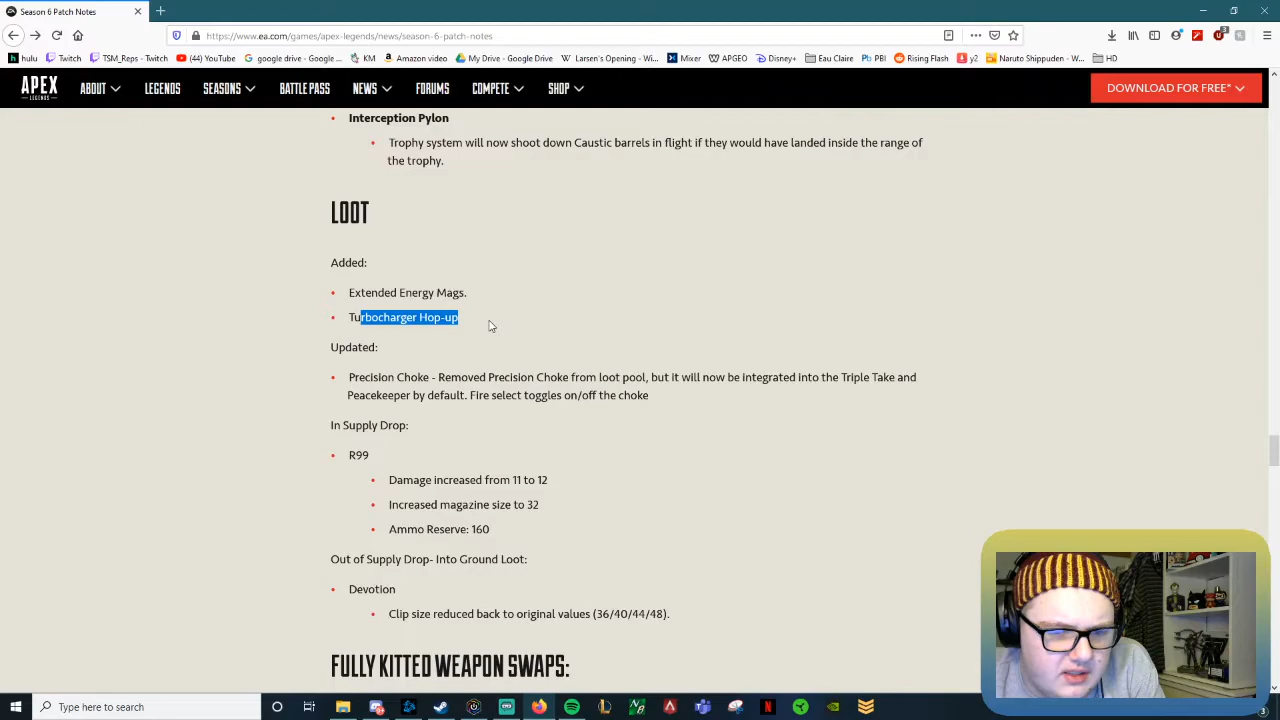 Season 6 Patch Notes
https://www.ea.com/games/apex-legends/news/season-6-patch-notes
hulu Twitch TSM_Reps - Twitch (44) YouTube google drive - Google ... KM Amazon video My Drive - Google Drive Larsen's Opening - Wi... Mixer APGEO Disney+ Eau Claire PBI Rising Flash y2 Naruto Shippuden - W... HD
APEX LEGENDS ABOUT LEGENDS SEASONS BATTLE PASS NEWS FORUMS COMPETE SHOP DOWNLOAD FOR FREE*
• Interception Pylon
• Trophy system will now shoot down Caustic barrels in flight if they would have landed inside the range of
the trophy.
LOOT
Added:
• Extended Energy Mags.
• Turbocharger Hop-up
Updated:
• Precision Choke - Removed Precision Choke from loot pool, but it will now be integrated into the Triple Take and
Peacekeeper by default. Fire select toggles on/off the choke
In Supply Drop:
• R99
• Damage increased from 11 to 12
• Increased magazine size to 32
• Ammo Reserve: 160
Out of Supply Drop- Into Ground Loot:
• Devotion
• Clip size reduced back to original values (36/40/44/48).
FULLY KITTED WEAPON SWAPS:
Type here to search